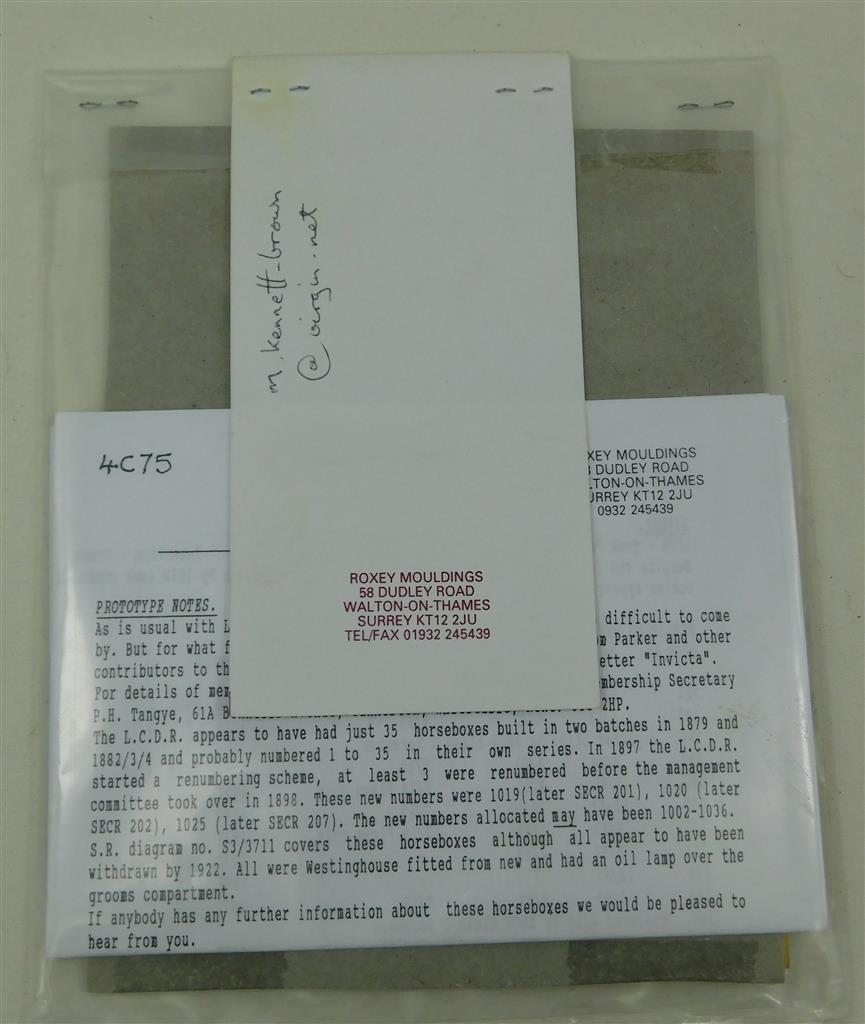 m.kennett-brown
@virgin.net
4C75
XEY MOULDINGS
DUDLEY ROAD
LTON-ON-THAMES
URREY KT12 2JU
0932 245439
ROXEY MOULDINGS
58 DUDLEY ROAD
WALTON-ON-THAMES
SURREY KT12 2JU
TEL/FAX 01932 245439
PROTOTYPE NOTES.
As is usual with L difficult to come
by. But for what f m Parker and other
contributors to th etter "Invicta".
For details of mem mbership Secretary
P.H. Tangye, 61A 2HP.
The L.C.D.R. appears to have had just 35 horseboxes built in two batches in 1879 and
1882/3/4 and probably numbered 1 to 35 in their own series. In 1897 the L.C.D.R.
started a renumbering scheme, at least 3 were renumbered before the management
committee took over in 1898. These new numbers were 1019(later SECR 201), 1020 (later
SECR 202), 1025 (later SECR 207). The new numbers allocated may have been 1002-1036.
S.R. diagram no. S3/3711 covers these horseboxes although all appear to have been
withdrawn by 1922. All were Westinghouse fitted from new and had an oil lamp over the
grooms compartment.
If anybody has any further information about these horseboxes we would be pleased to
hear from you.